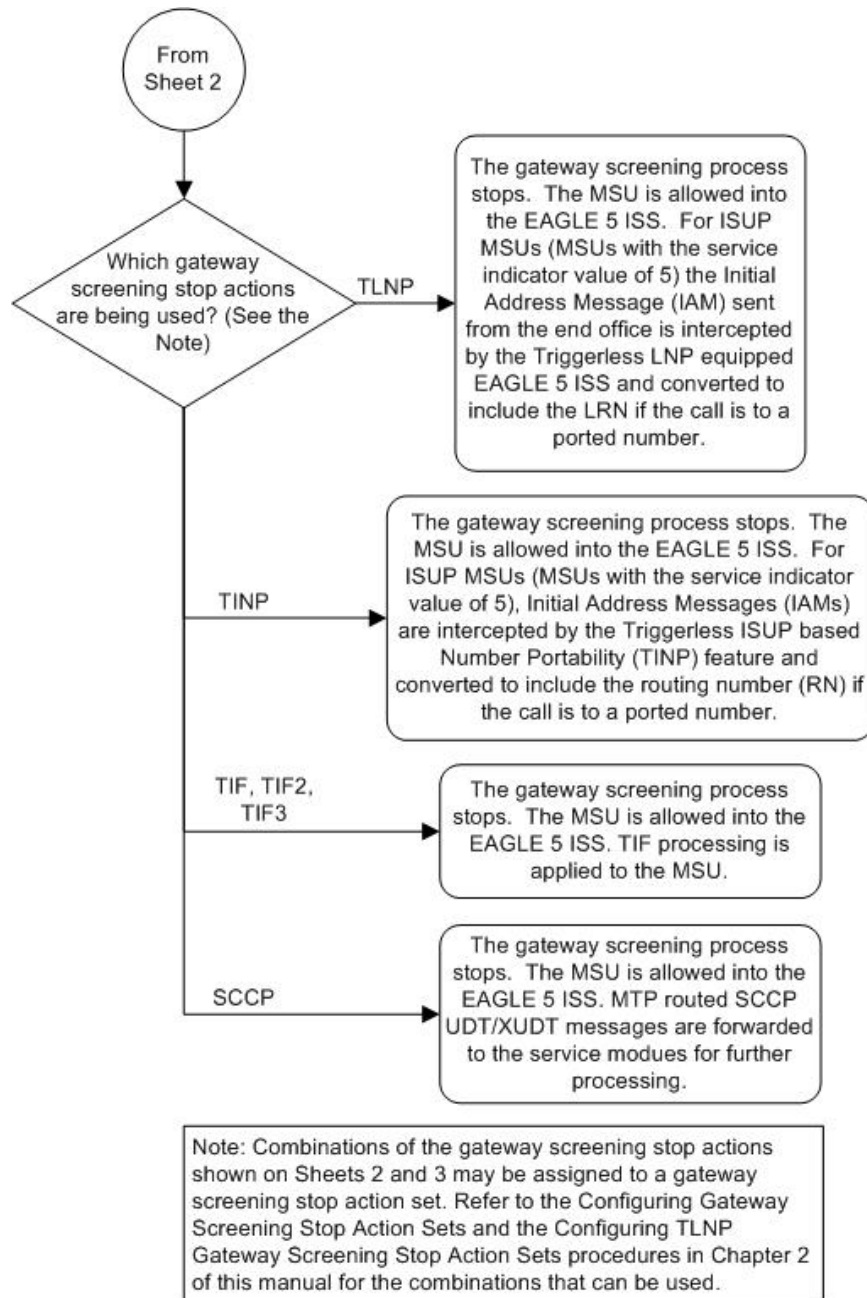 From
Sheet 2
Which gateway
screening stop actions
are being used? (See the
Note)
TLNP
The gateway screening process
stops.  The MSU is allowed into
the EAGLE 5 ISS.  For ISUP
MSUs (MSUs with the service
indicator value of 5) the Initial
Address Message (IAM) sent
from the end office is intercepted
by the Triggerless LNP equipped
EAGLE 5 ISS and converted to
include the LRN if the call is to a
ported number.
TINP
The gateway screening process stops.  The
MSU is allowed into the EAGLE 5 ISS.  For
ISUP MSUs (MSUs with the service indicator
value of 5), Initial Address Messages (IAMs)
are intercepted by the Triggerless ISUP based
Number Portability (TINP) feature and
converted to include the routing number (RN) if
the call is to a ported number.
TIF, TIF2,
TIF3
The gateway screening process
stops.  The MSU is allowed into the
EAGLE 5 ISS. TIF processing is
applied to the MSU.
SCCP
The gateway screening process
stops.  The MSU is allowed into the
EAGLE 5 ISS. MTP routed SCCP
UDT/XUDT messages are forwarded
to the service modues for further
processing.
Note: Combinations of the gateway screening stop actions
shown on Sheets 2 and 3 may be assigned to a gateway
screening stop action set. Refer to the Configuring Gateway
Screening Stop Action Sets and the Configuring TLNP
Gateway Screening Stop Action Sets procedures in Chapter 2
of this manual for the combinations that can be used.